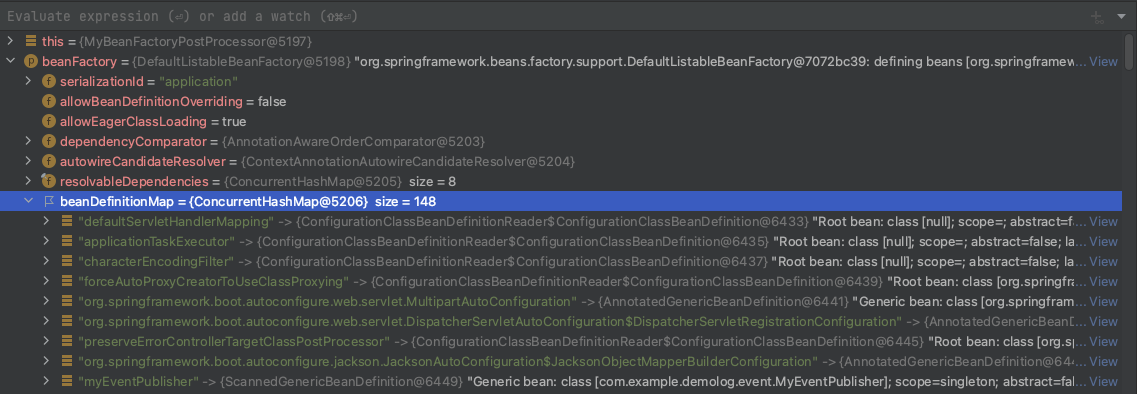 Evaluate expression (⏎) or add a watch (⇧⌘⏎)
this = {MyBeanFactoryPostProcessor@5197}
beanFactory = {DefaultListableBeanFactory@5198} "org.springframework.beans.factory.support.DefaultListableBeanFactory@7072bc39: defining beans [org.springframew... View
serializationId = "application"
allowBeanDefinitionOverriding = false
allowEagerClassLoading = true
dependencyComparator = {AnnotationAwareOrderComparator@5203}
autowireCandidateResolver = {ContextAnnotationAutowireCandidateResolver@5204}
resolvableDependencies = {ConcurrentHashMap@5205} size = 8
beanDefinitionMap = {ConcurrentHashMap@5206} size = 148
"defaultServletHandlerMapping" -> {ConfigurationClassBeanDefinitionReader$ConfigurationClassBeanDefinition@6433} "Root bean: class [null]; scope=; abstract=f... View
"applicationTaskExecutor" -> {ConfigurationClassBeanDefinitionReader$ConfigurationClassBeanDefinition@6435} "Root bean: class [null]; scope=; abstract=false; la... View
"characterEncodingFilter" -> {ConfigurationClassBeanDefinitionReader$ConfigurationClassBeanDefinition@6437} "Root bean: class [null]; scope=; abstract=false; la... View
"forceAutoProxyCreatorToUseClassProxying" -> {ConfigurationClassBeanDefinitionReader$ConfigurationClassBeanDefinition@6439} "Root bean: class [org.sprin... View
"org.springframework.boot.autoconfigure.web.servlet.MultipartAutoConfiguration" -> {AnnotatedGenericBeanDefinition@6441} "Generic bean: class [org.springfram... View
"org.springframework.boot.autoconfigure.web.servlet.DispatcherServletAutoConfiguration$DispatcherServletRegistrationConfiguration" -> {AnnotatedGenericBeanD... View
"preserveErrorControllerTargetClassPostProcessor" -> {ConfigurationClassBeanDefinitionReader$ConfigurationClassBeanDefinition@6445} "Root bean: class [org.sp... View
"org.springframework.boot.autoconfigure.jackson.JacksonAutoConfiguration$JacksonObjectMapperBuilderConfiguration" -> {AnnotatedGenericBeanDefinition@644... View
"myEventPublisher" -> {ScannedGenericBeanDefinition@6449} "Generic bean: class [com.example.demolog.event.MyEventPublisher]; scope=singleton; abstract=fal... View